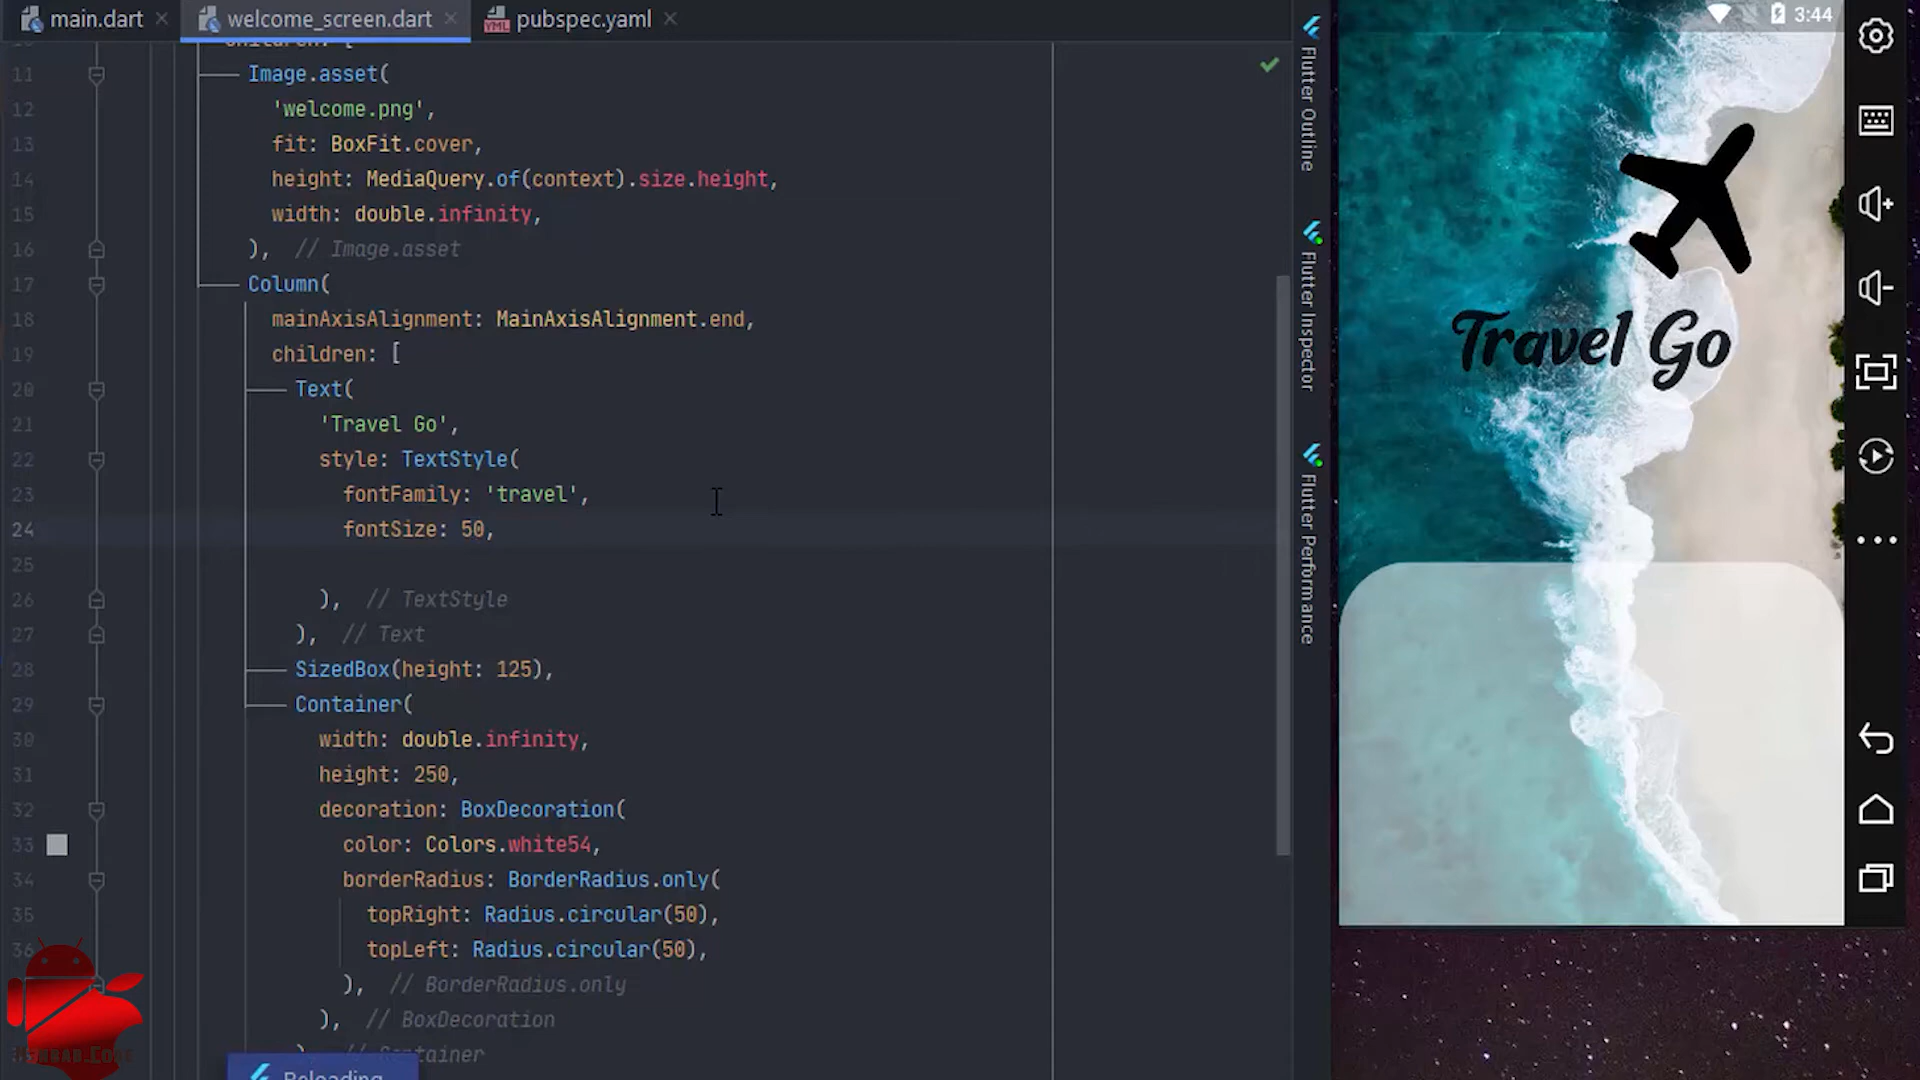 main.dart
welcome_screen.dart
pubspec.yaml
3:44
11 Image.asset(
12 'welcome.png',
13 fit: BoxFit.cover,
14 height: MediaQuery.of(context).size.height,
15 width: double.infinity,
16 ), // Image.asset
17 Column(
18 mainAxisAlignment: MainAxisAlignment.end,
19 children: [
20 Text(
21 'Travel Go',
22 style: TextStyle(
23 fontFamily: 'travel',
24 fontSize: 50,
25
26 ), // TextStyle
27 ), // Text
28 SizedBox(height: 125),
29 Container(
30 width: double.infinity,
31 height: 250,
32 decoration: BoxDecoration(
33 color: Colors.white54,
34 borderRadius: BorderRadius.only(
35 topRight: Radius.circular(50),
36 topLeft: Radius.circular(50),
), // BorderRadius.only
), // BoxDecoration
), // Container
Reloading
Flutter Outline
Flutter Inspector
Flutter Performance
Travel Go